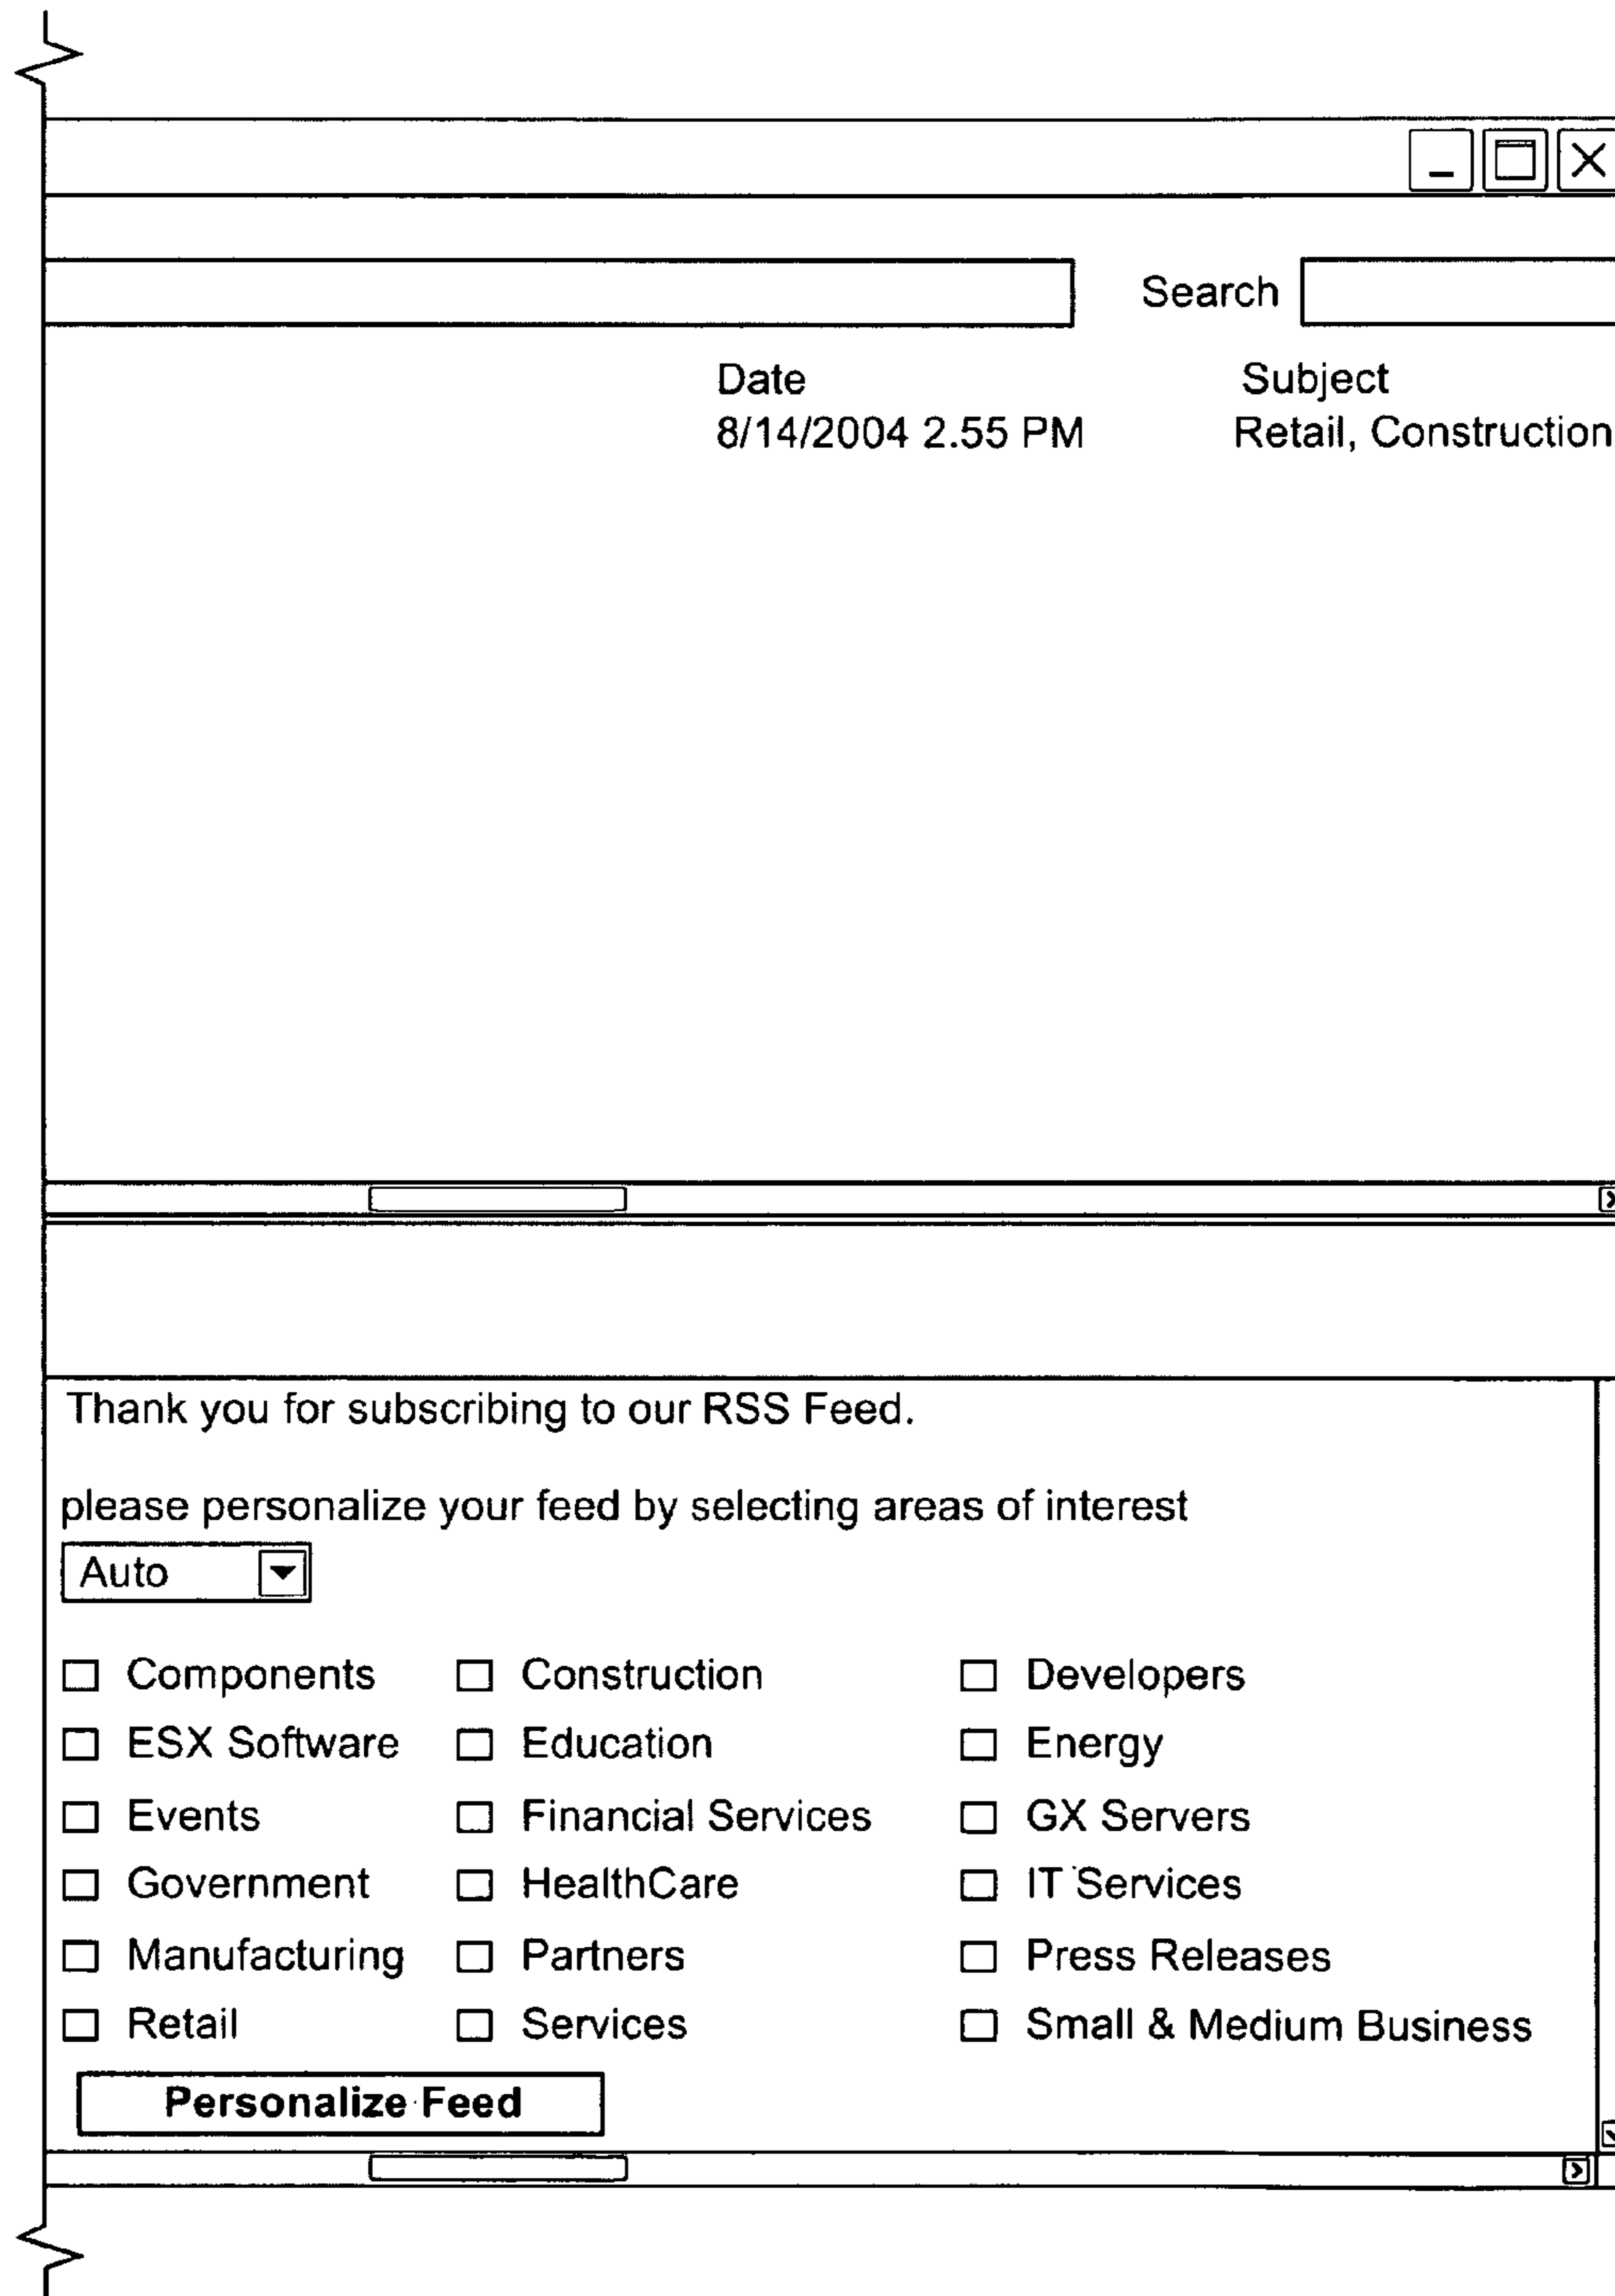 Search
Date Subject
8/14/2004 2.55 PM Retail, Construction
Thank you for subscribing to our RSS Feed.
please personalize your feed by selecting areas of interest
Auto
Components Construction Developers
ESX Software Education Energy
Events Financial Services GX Servers
Government HealthCare IT Services
Manufacturing Partners Press Releases
Retail Services Small & Medium Business
Personalize Feed